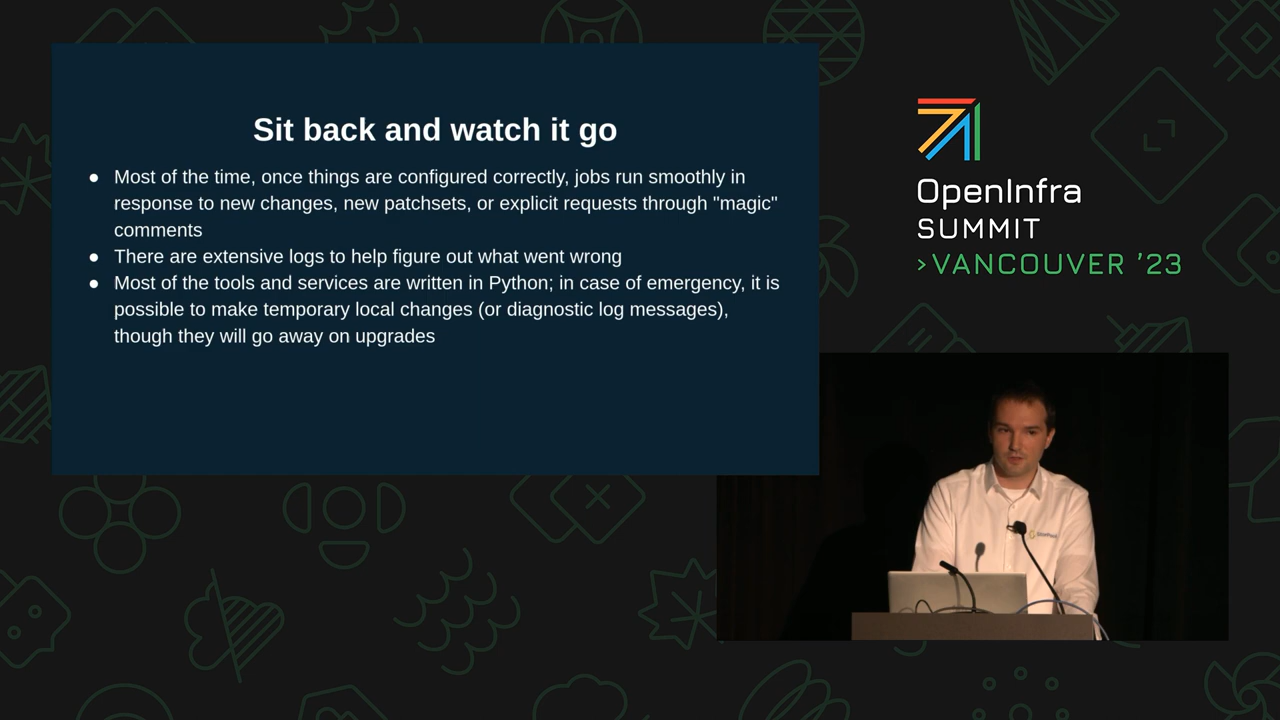 Sit back and watch it go
● Most of the time, once things are configured correctly, jobs run smoothly in
response to new changes, new patchsets, or explicit requests through "magic"
comments
● There are extensive logs to help figure out what went wrong
● Most of the tools and services are written in Python; in case of emergency, it is
possible to make temporary local changes (or diagnostic log messages),
though they will go away on upgrades
OpenInfra
SUMMIT
>VANCOUVER '23